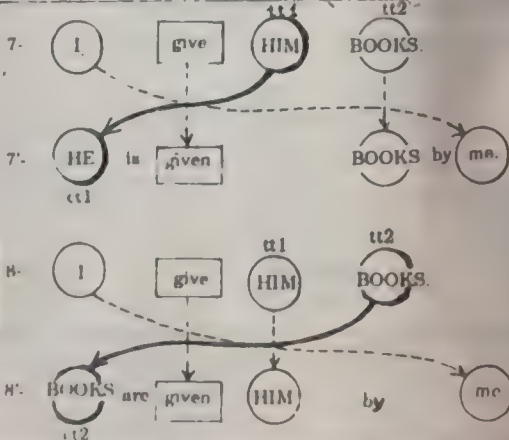 tt1 tt2
7- I. give HIM BOOKS.
7'- HE is given BOOKS by me.
tt1
tt1 tt2
8- I give HIM BOOKS.
8'- BOOKS are given HIM by me
tt2